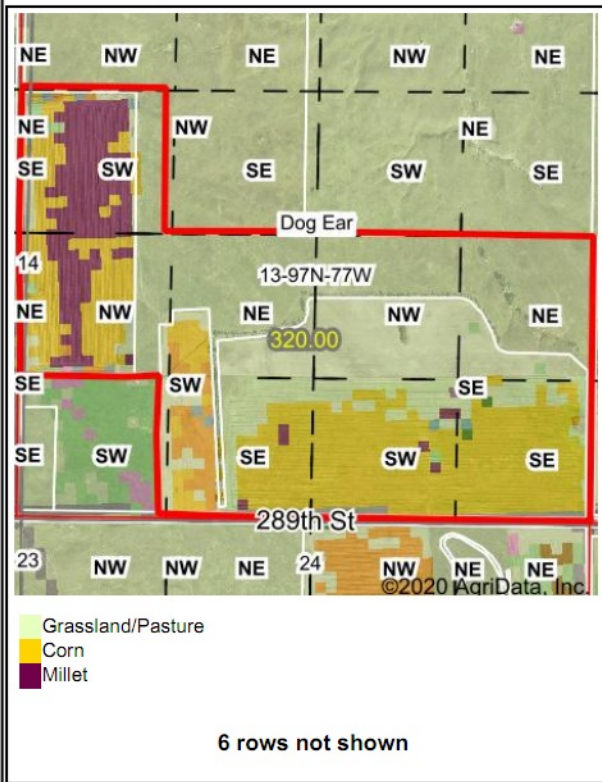 NE NW NE NW NE
NE NW NE
SE SW SE SW SE
Dog Ear
14 13-97N-77W
NE NW NE NW NE
320.00
SE SW SE
SE SW SE SW SE
289th St
23 NW NW NE 24 NW NE NE
©2020 AgriData, Inc.
Grassland/Pasture
Corn
Millet
6 rows not shown